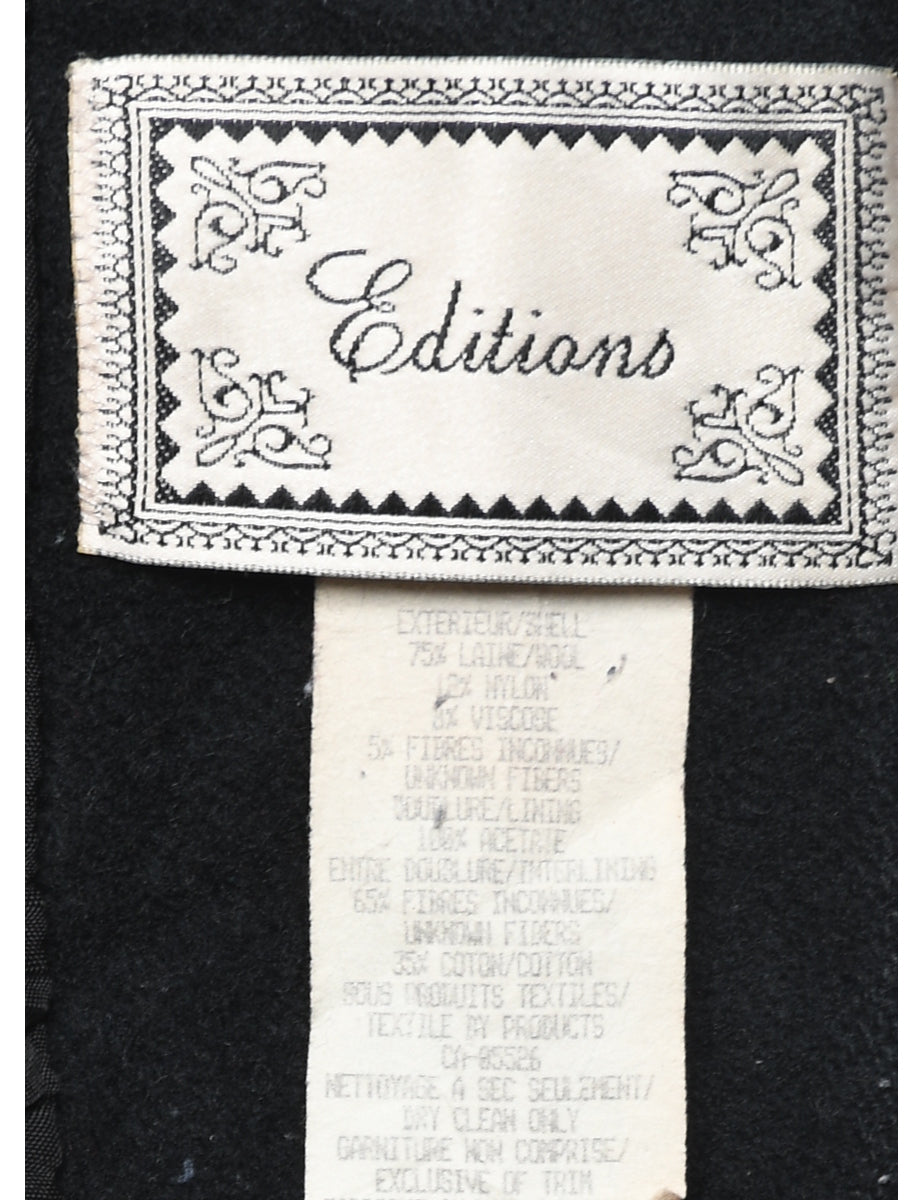 Editions
EXTERIEUR/SHELL
75% LAINE/WOOL
12% NYLON
8% VISCOSE
5% FIBRES INCONNUES/
UNKNOWN FIBERS
DOUBLURE/LINING
100% ACETATE
ENTRE DOUBLURE/INTERLINING
65% FIBRES INCONNUES/
UNKNOWN FIBERS
35% COTON/COTTON
SOUS PRODUITS TEXTILES/
TEXTILE BY PRODUCTS
CA-05526
NETTOYAGE A SEC SEULEMENT/
DRY CLEAN ONLY
GARNITURE NON COMPRISE/
EXCLUSIVE OF TRIM